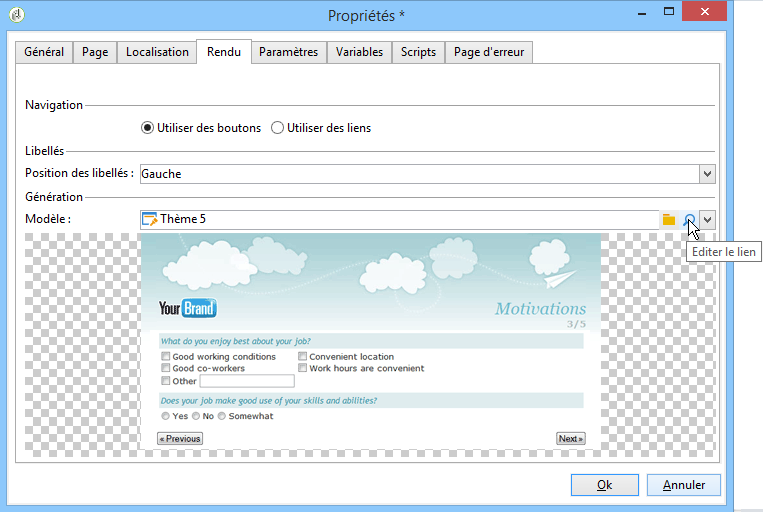 Propriétés *
Général Page Localisation Rendu Paramètres Variables Scripts Page d'erreur
Navigation
Utiliser des boutons Utiliser des liens
Libellés
Position des libellés : Gauche
Génération
Modèle : Thème 5
Editer le lien
Your Brand
Motivations
3/5
What do you enjoy best about your job?
Good working conditions Convenient location
Good co-workers Work hours are convenient
Other
Does your job make good use of your skills and abilities?
Yes No Somewhat
« Previous Next »
Ok Annuler